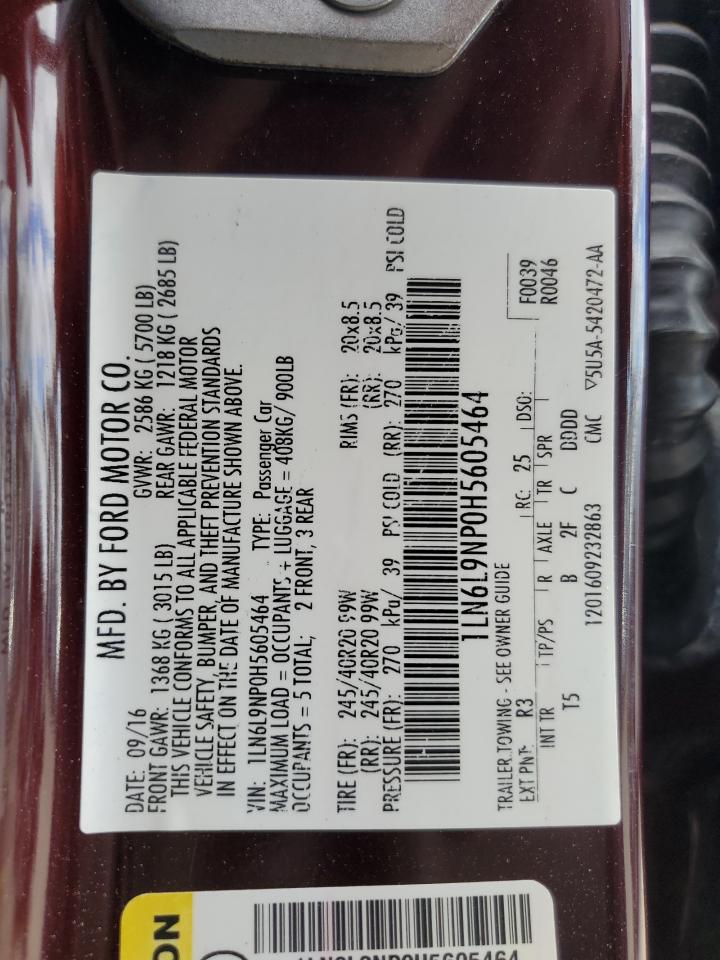 MFD. BY FORD MOTOR CO.
DATE: 09/16 GVWR: 2586 KG ( 5700 LB)
FRONT GAWR: 1368 KG ( 3015 LB) REAR GAWR: 1218 KG ( 2685 LB)
THIS VEHICLE CONFORMS TO ALL APPLICABLE FEDERAL MOTOR
VEHICLE SAFETY, BUMPER, AND THEFT PREVENTION STANDARDS
IN EFFECT ON THE DATE OF MANUFACTURE SHOWN ABOVE.
VIN: 1LN6L9NP0H5605464 TYPE: Passenger Car
MAXIMUM LOAD = OCCUPANTS + LUGGAGE = 408KG/ 900LB
OCCUPANTS = 5 TOTAL; 2 FRONT, 3 REAR
TIRE (FR): 245/40R20 99W RIMS (FR): 20x8.5
(RR): 245/40R20 99W (RR): 20x8.5
PRESSURE (FR): 270 kPa/ 39 PSI COLD (RR): 270 kPa/ 39 PSI COLD
1LN6L9NP0H5605464
TRAILER TOWING - SEE OWNER GUIDE
EXT PNT: R3 RC: 25 DSO: F0039
R0046
INT TR TP/PS R AXLE TR SPR
T5 B 2F C DDDD
1201609232863 CMC ▽5U5A-5420472-AA
ON
1LN6L9NP0H5605464